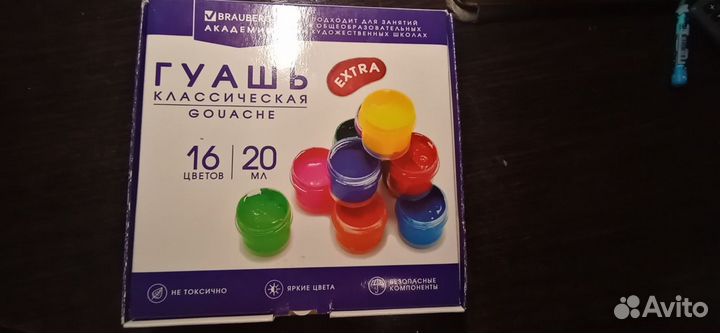 BRAUBERG
АКАДЕМИЯ
ПОДХОДИТ ДЛЯ ЗАНЯТИЙ
ОБЩЕОБРАЗОВАТЕЛЬНЫХ
ХУДОЖЕСТВЕННЫХ ШКОЛАХ
ГУАШЬ
EXTRA
КЛАССИЧЕСКАЯ
GOUACHE
16 ЦВЕТОВ
20 МЛ
НЕ ТОКСИЧНО
ЯРКИЕ ЦВЕТА
БЕЗОПАСНЫЕ
КОМПОНЕНТЫ
Avito